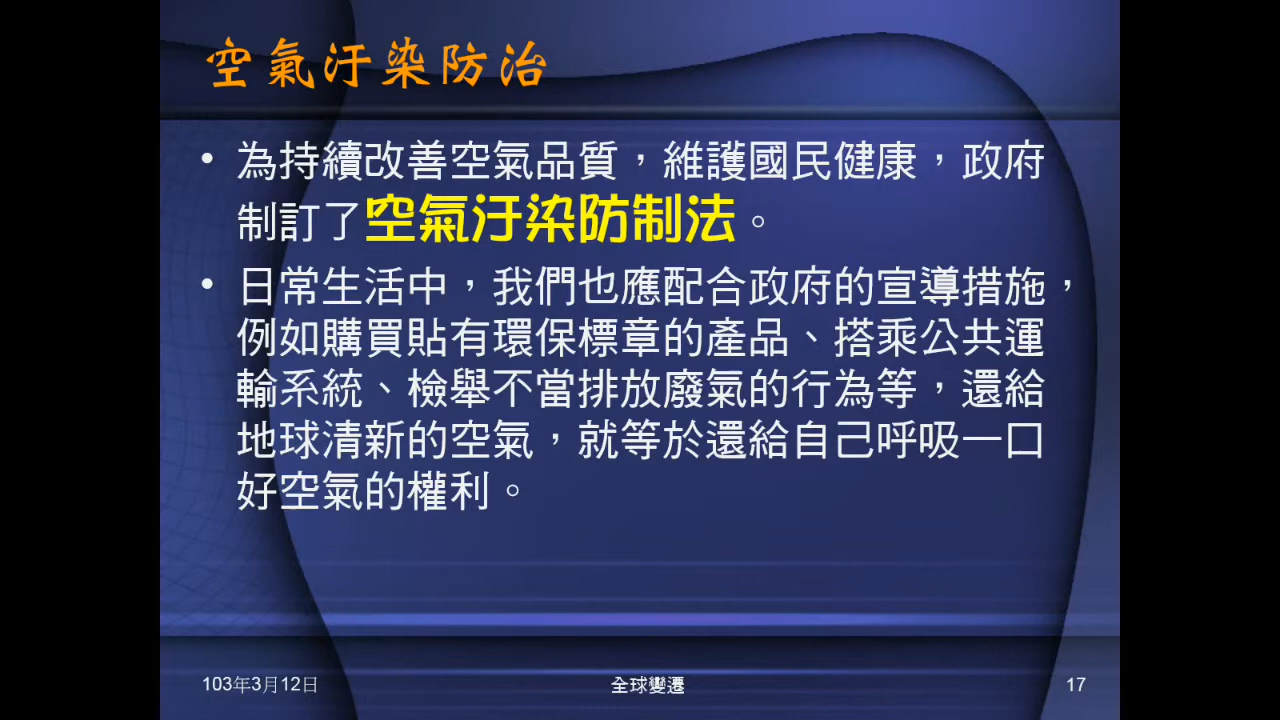 空氣汙染防治
• 為持續改善空氣品質，維護國民健康，政府
制訂了空氣汙染防制法。
• 日常生活中，我們也應配合政府的宣導措施，
例如購買貼有環保標章的產品、搭乘公共運
輸系統、檢舉不當排放廢氣的行為等，還給
地球清新的空氣，就等於還給自己呼吸一口
好空氣的權利。
103年3月12日
全球變遷
17